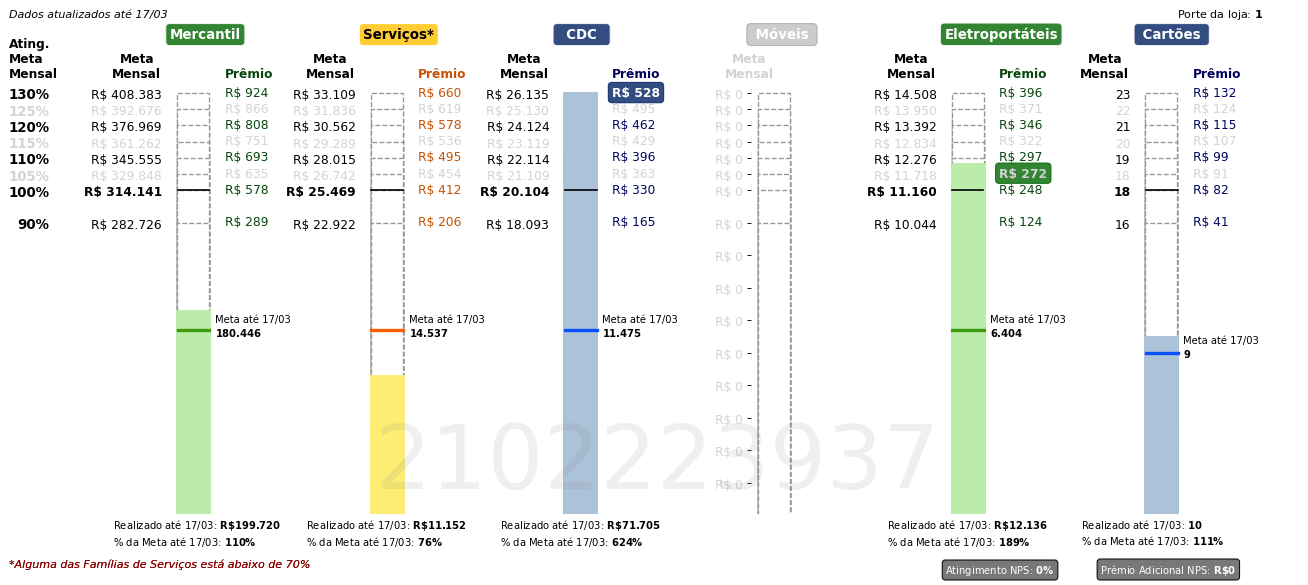 Dados atualizados até 17/03 Porte da loja: 1
Mercantil Serviços* CDC Móveis Eletroportáteis Cartões
Ating. Meta Mensal Meta Mensal Prêmio Meta Mensal Prêmio Meta Mensal Prêmio Meta Mensal Meta Mensal Prêmio Meta Mensal Prêmio
130% R$ 408.383 R$ 924 R$ 33.109 R$ 660 R$ 26.135 R$ 528 R$ 0 R$ 14.508 R$ 396 23 R$ 132
125% R$ 392.676 R$ 866 R$ 31.836 R$ 619 R$ 25.130 R$ 495 R$ 0 R$ 13.950 R$ 371 22 R$ 124
120% R$ 376.969 R$ 808 R$ 30.562 R$ 578 R$ 24.124 R$ 462 R$ 0 R$ 13.392 R$ 346 21 R$ 115
115% R$ 361.262 R$ 751 R$ 29.289 R$ 536 R$ 23.119 R$ 429 R$ 0 R$ 12.834 R$ 322 20 R$ 107
110% R$ 345.555 R$ 693 R$ 28.015 R$ 495 R$ 22.114 R$ 396 R$ 0 R$ 12.276 R$ 297 19 R$ 99
105% R$ 329.848 R$ 635 R$ 26.742 R$ 454 R$ 21.109 R$ 363 R$ 0 R$ 11.718 R$ 272 18 R$ 91
100% R$ 314.141 R$ 578 R$ 25.469 R$ 412 R$ 20.104 R$ 330 R$ 0 R$ 11.160 R$ 248 18 R$ 82
90% R$ 282.726 R$ 289 R$ 22.922 R$ 206 R$ 18.093 R$ 165 R$ 0 R$ 10.044 R$ 124 16 R$ 41
R$ 0
R$ 0
R$ 0
R$ 0
R$ 0
R$ 0
R$ 0
R$ 0
Meta até 17/03 Meta até 17/03 Meta até 17/03 Meta até 17/03 Meta até 17/03
180.446 14.537 11.475 6.404 9
2102223937
Realizado até 17/03: R$199.720 Realizado até 17/03: R$11.152 Realizado até 17/03: R$71.705 Realizado até 17/03: R$12.136 Realizado até 17/03: 10
% da Meta até 17/03: 110% % da Meta até 17/03: 76% % da Meta até 17/03: 624% % da Meta até 17/03: 189% % da Meta até 17/03: 111%
*Alguma das Famílias de Serviços está abaixo de 70% Atingimento NPS: 0% Prêmio Adicional NPS: R$0